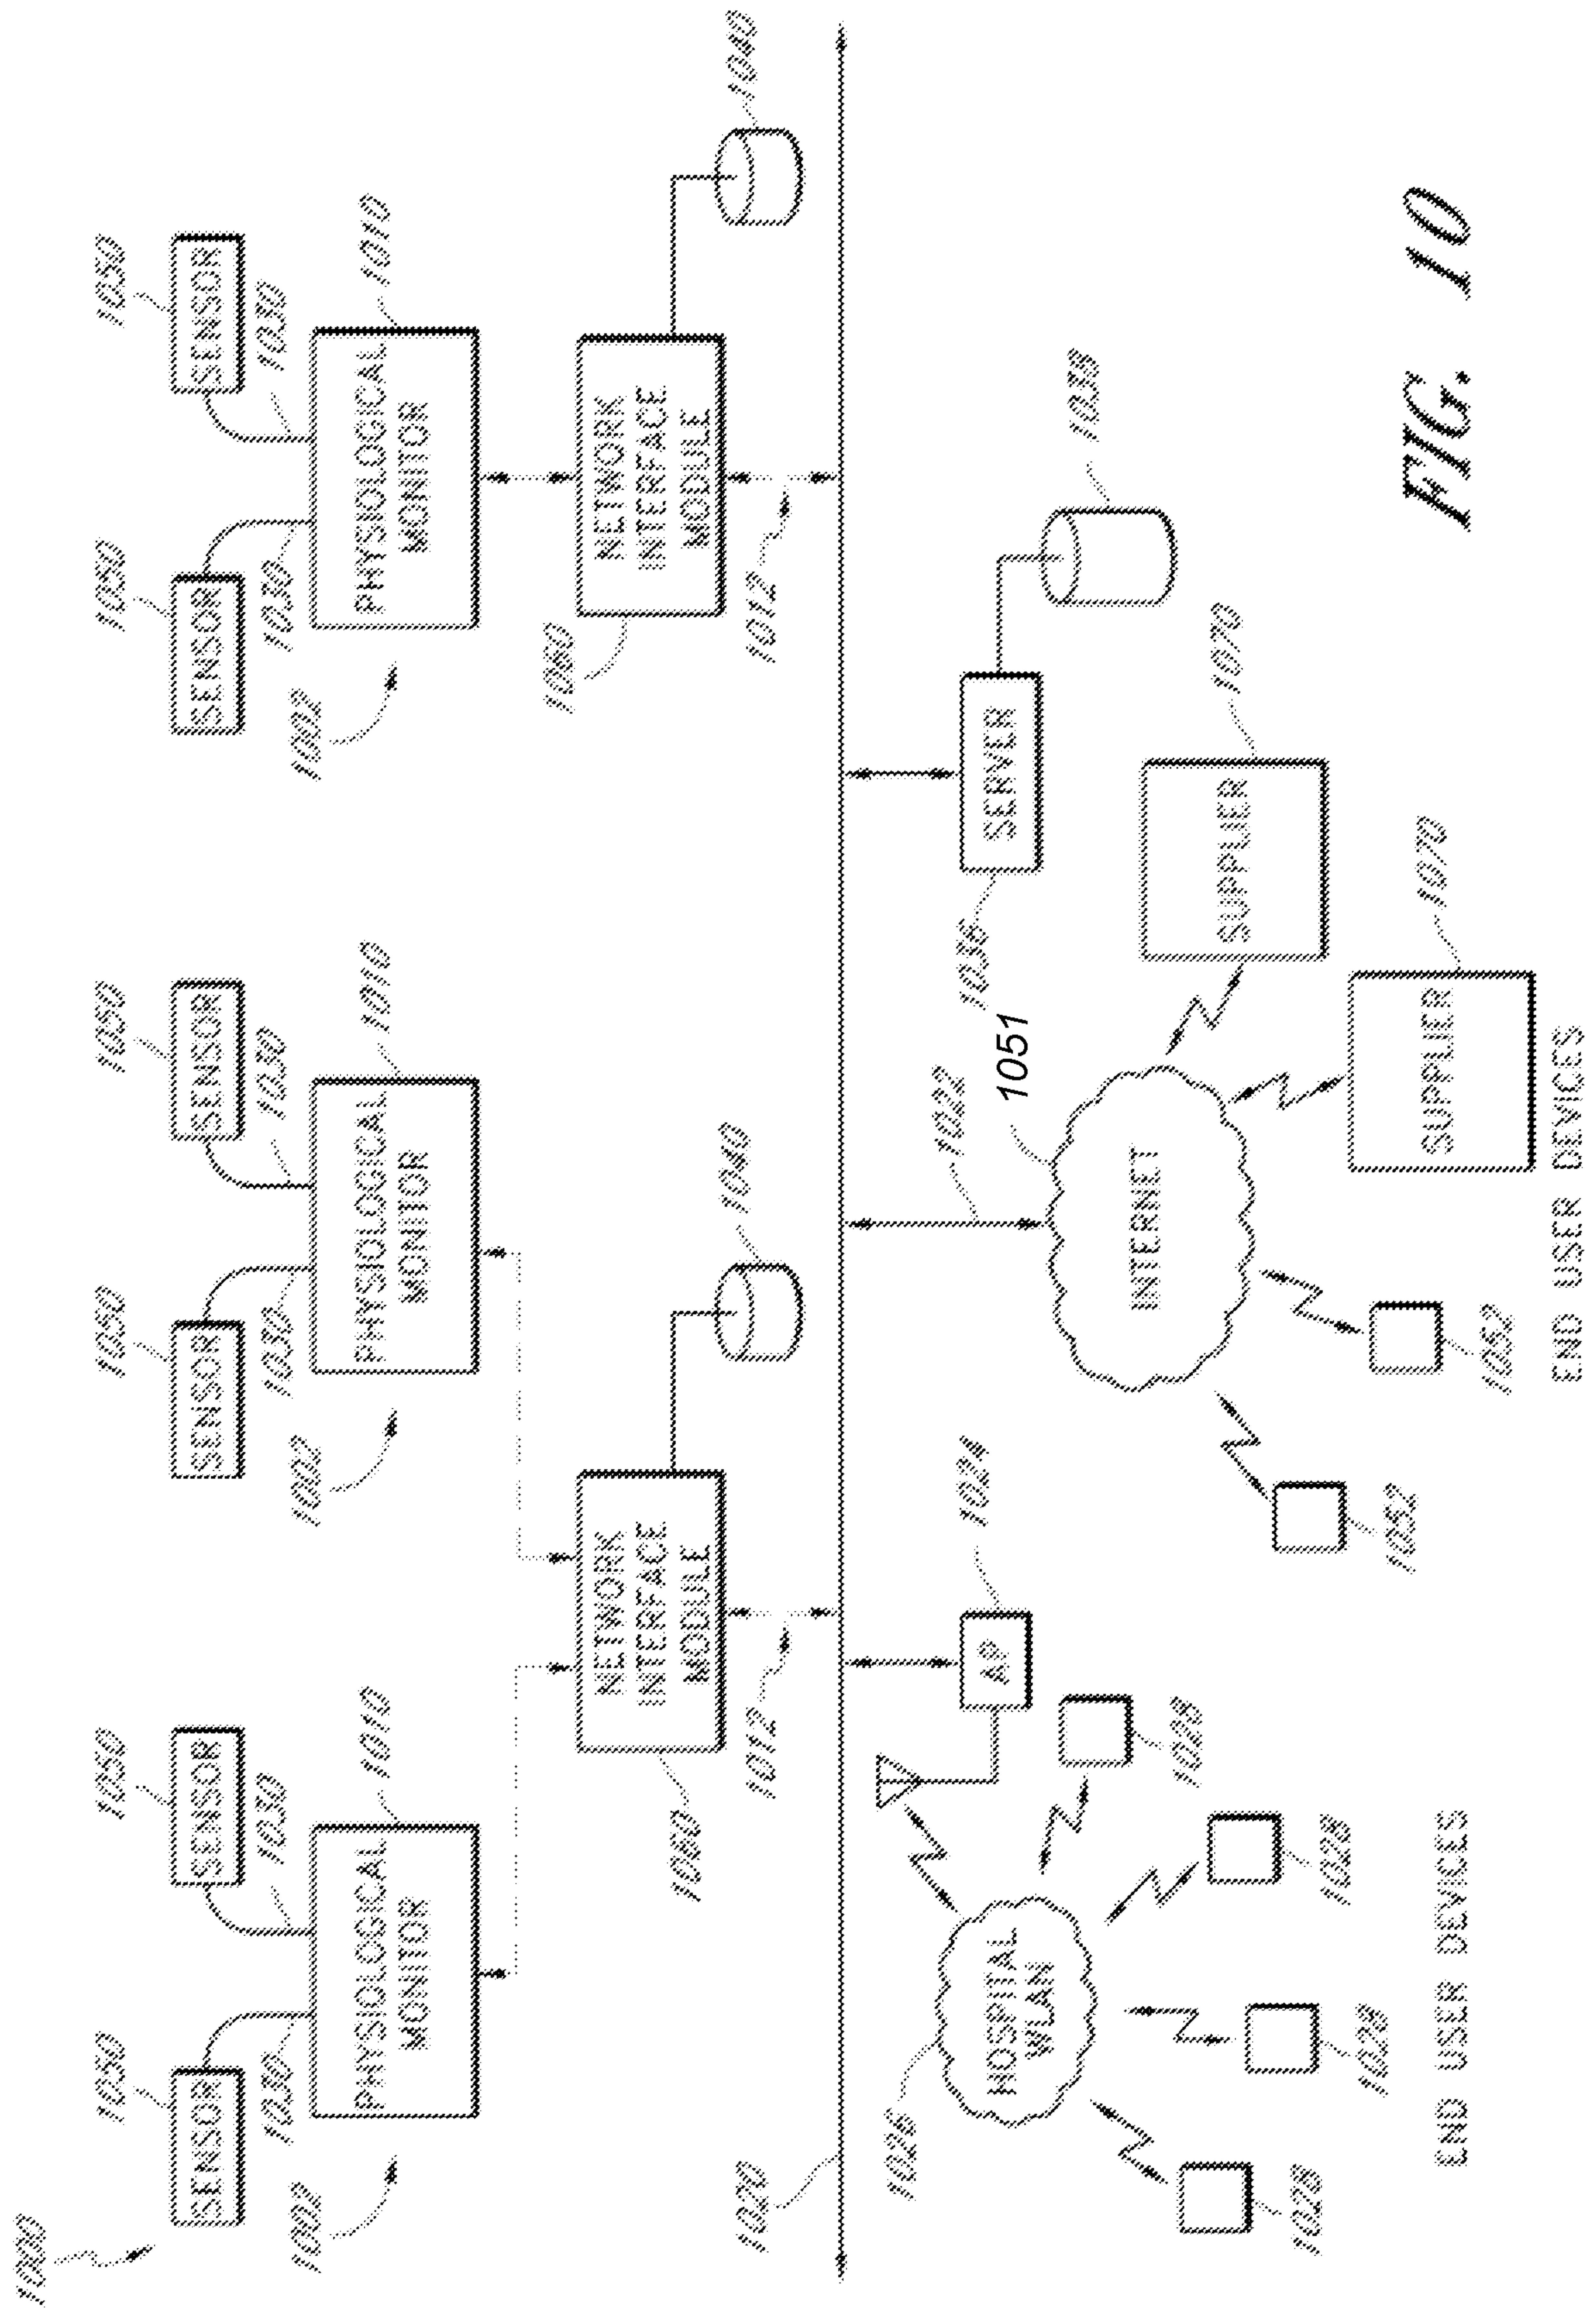 1000
1050
1050
1050
1050
1050
1050
SENSOR
SENSOR
SENSOR
SENSOR
SENSOR
SENSOR
1030
1030
1030
1030
1030
1030
1002
1002
1002
PHYSIOLOGICAL
MONITOR
1010
PHYSIOLOGICAL
MONITOR
1010
PHYSIOLOGICAL
MONITOR
1010
NETWORK
INTERFACE
MODULE
1060
1040
NETWORK
INTERFACE
MODULE
1060
1040
1020
1012
1012
1026
HOSPITAL
WLAN
AP
1024
1022
1051
INTERNET
1036
SERVER
1038
1028
1028
1028
1028
SUPPLIER
1070
SUPPLIER
1070
1052
1052
END USER DEVICES
END USER DEVICES
FIG. 10